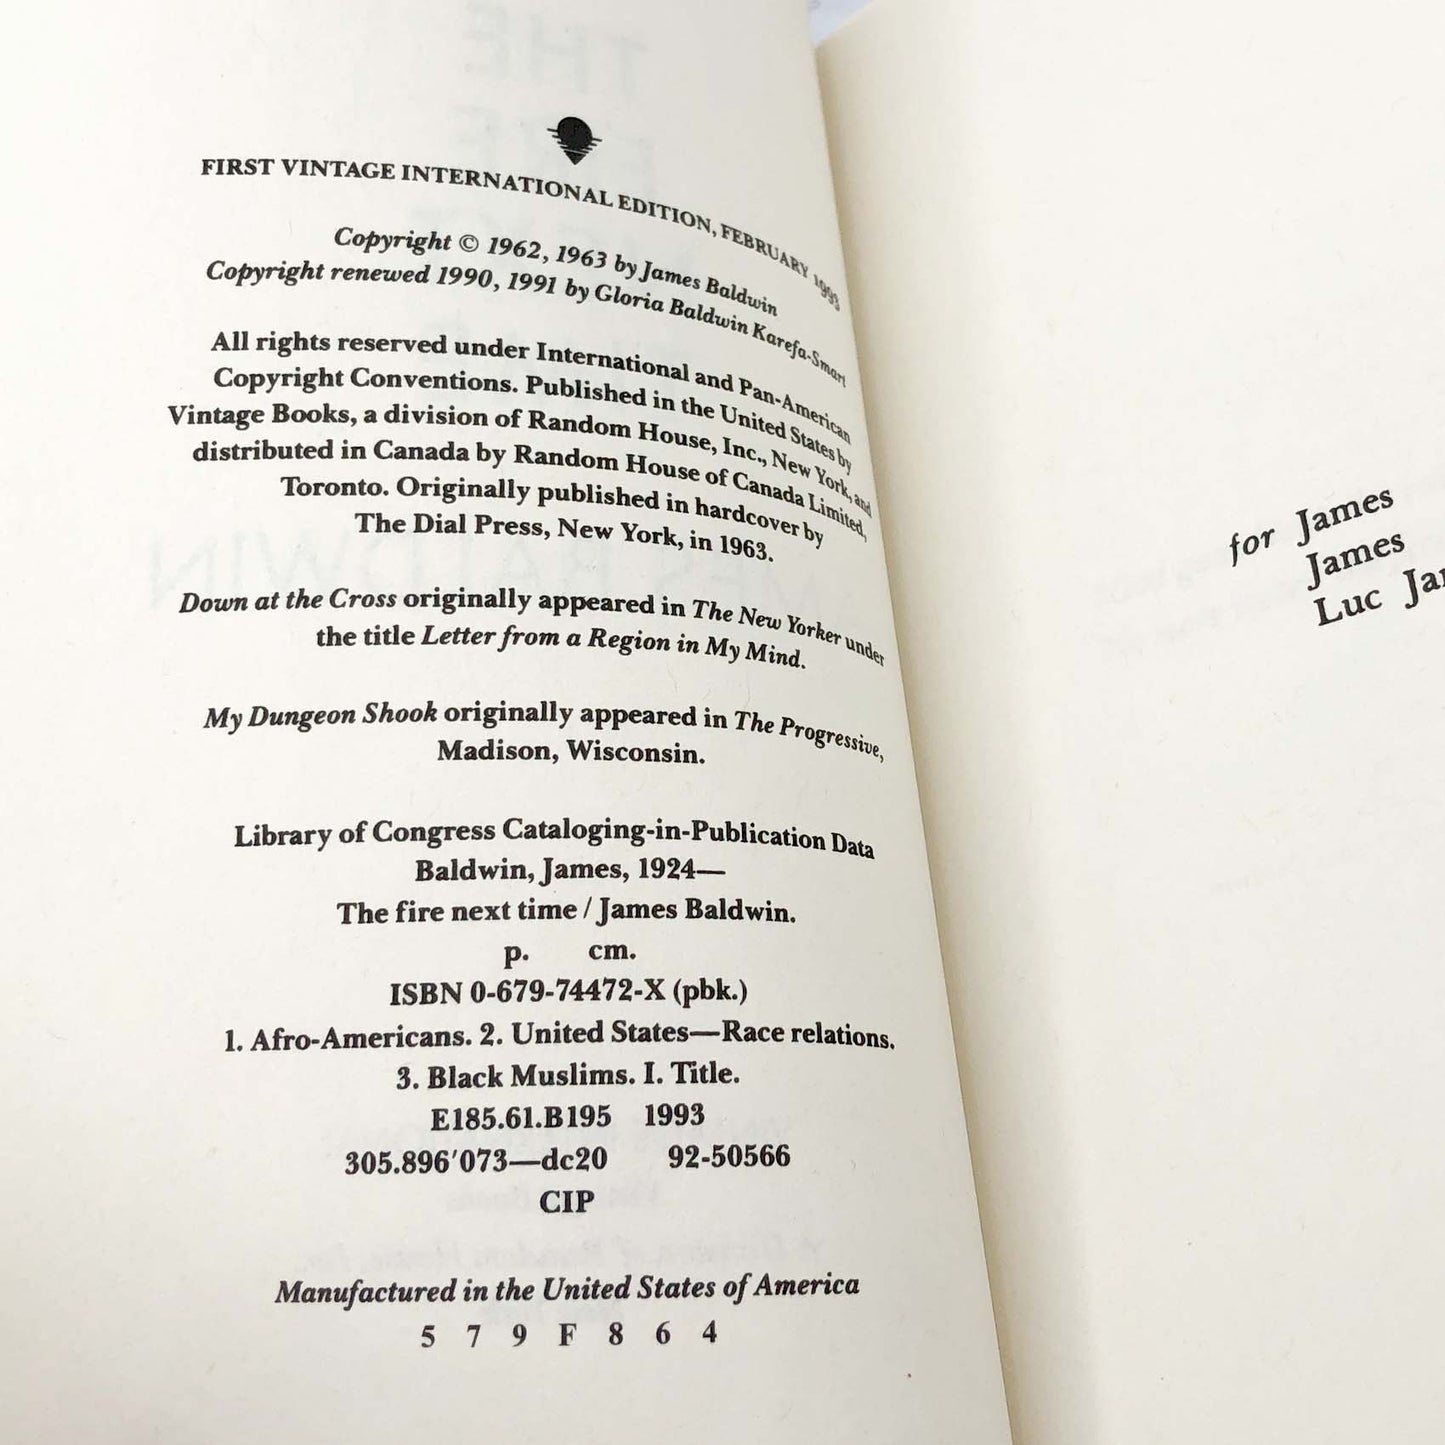 FIRST VINTAGE INTERNATIONAL EDITION, FEBRUARY 1993
Copyright © 1962, 1963 by James Baldwin
Copyright renewed 1990, 1991 by Gloria Baldwin Karefa-Smart
All rights reserved under International and Pan-American
Copyright Conventions. Published in the United States by
Vintage Books, a division of Random House, Inc., New York, and
distributed in Canada by Random House of Canada Limited,
Toronto. Originally published in hardcover by
The Dial Press, New York, in 1963.
Down at the Cross originally appeared in The New Yorker under
the title Letter from a Region in My Mind.
My Dungeon Shook originally appeared in The Progressive,
Madison, Wisconsin.
Library of Congress Cataloging-in-Publication Data
Baldwin, James, 1924—
The fire next time / James Baldwin.
p. cm.
ISBN 0-679-74472-X (pbk.)
1. Afro-Americans. 2. United States—Race relations.
3. Black Muslims. I. Title.
E185.61.B195 1993
305.896′073—dc20 92-50566
CIP
Manufactured in the United States of America
5 7 9 F 8 6 4
for James
James
Luc